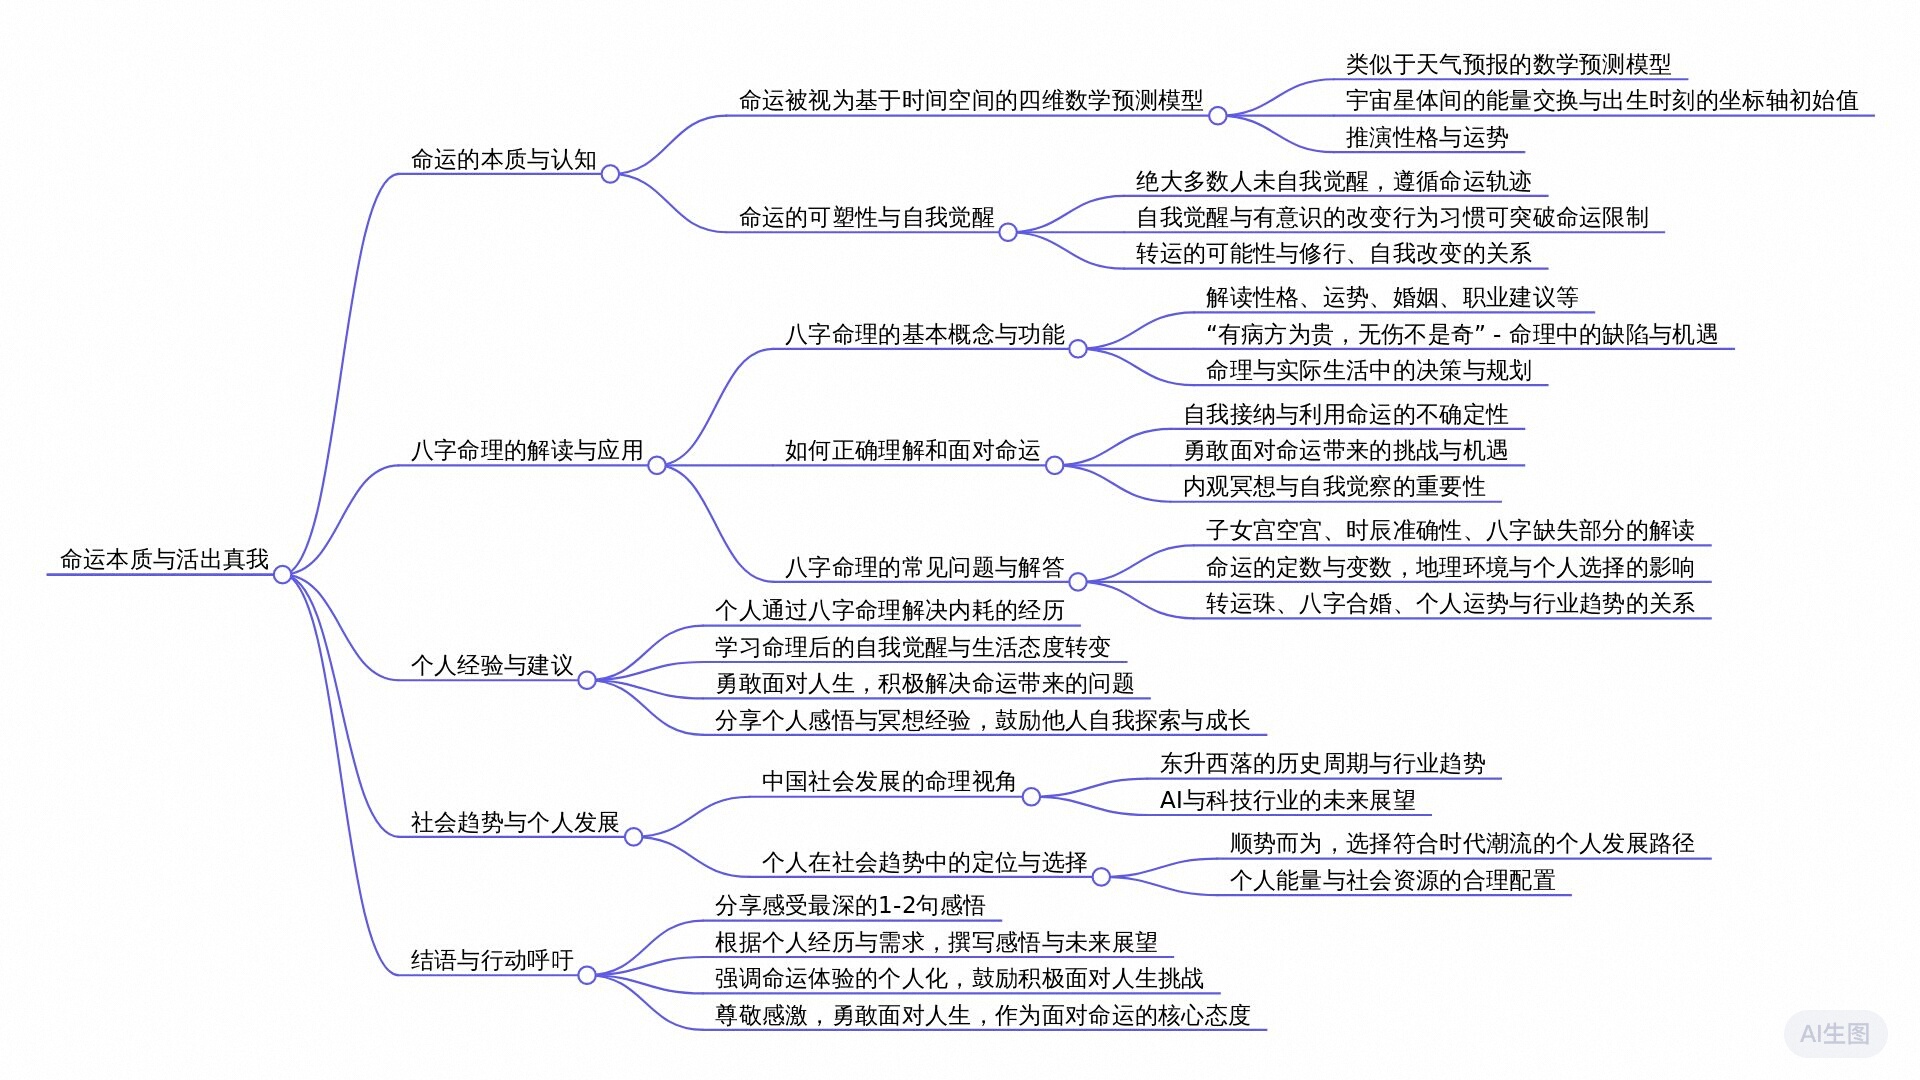 命运本质与活出真我
命运的本质与认知
命运被视为基于时间空间的四维数学预测模型
类似于天气预报的数学预测模型
宇宙星体间的能量交换与出生时刻的坐标轴初始值
推演性格与运势
命运的可塑性与自我觉醒
绝大多数人未自我觉醒，遵循命运轨迹
自我觉醒与有意识的改变行为习惯可突破命运限制
转运的可能性与修行、自我改变的关系
八字命理的解读与应用
八字命理的基本概念与功能
解读性格、运势、婚姻、职业建议等
“有病方为贵，无伤不是奇” - 命理中的缺陷与机遇
命理与实际生活中的决策与规划
如何正确理解和面对命运
自我接纳与利用命运的不确定性
勇敢面对命运带来的挑战与机遇
内观冥想与自我觉察的重要性
八字命理的常见问题与解答
子女宫空宫、时辰准确性、八字缺失部分的解读
命运的定数与变数，地理环境与个人选择的影响
转运珠、八字合婚、个人运势与行业趋势的关系
个人经验与建议
个人通过八字命理解决内耗的经历
学习命理后的自我觉醒与生活态度转变
勇敢面对人生，积极解决命运带来的问题
分享个人感悟与冥想经验，鼓励他人自我探索与成长
社会趋势与个人发展
中国社会发展的命理视角
东升西落的历史周期与行业趋势
AI与科技行业的未来展望
个人在社会趋势中的定位与选择
顺势而为，选择符合时代潮流的个人发展路径
个人能量与社会资源的合理配置
结语与行动呼吁
分享感受最深的1-2句感悟
根据个人经历与需求，撰写感悟与未来展望
强调命运体验的个人化，鼓励积极面对人生挑战
尊敬感激，勇敢面对人生，作为面对命运的核心态度
AI生图